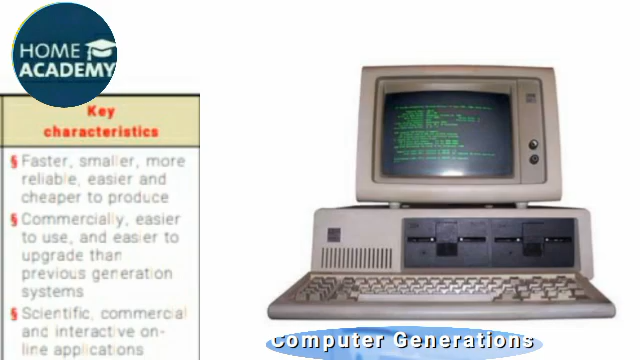 HOME
ACADEMY
Key
characteristics
§ Faster, smaller, more
reliable, easier and
cheaper to produce
§ Commercially, easier
to use, and easier to
upgrade than
previous generation
systems
§ Scientific, commercial
and interactive on-
line applications
Computer Generations